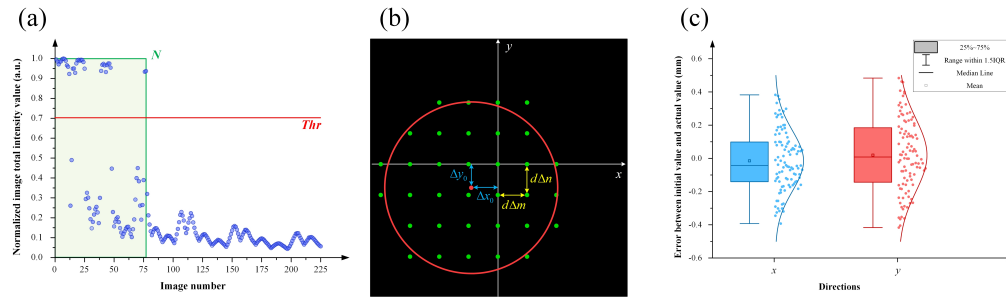 (a)
Normalized image total intensity value (a.u.)
1.0
0.9
0.8
0.7
0.6
0.5
0.4
0.3
0.2
0.1
0.0
N
Thr
0
25
50
75
100
125
150
175
200
225
Image number
(b)
y
x
Δy₀
Δx₀
dΔn
dΔm
(c)
Error between initial value and actual value (mm)
0.6
0.4
0.2
0.0
-0.2
-0.4
-0.6
25%~75%
Range within 1.5IQR
Median Line
Mean
x
y
Directions